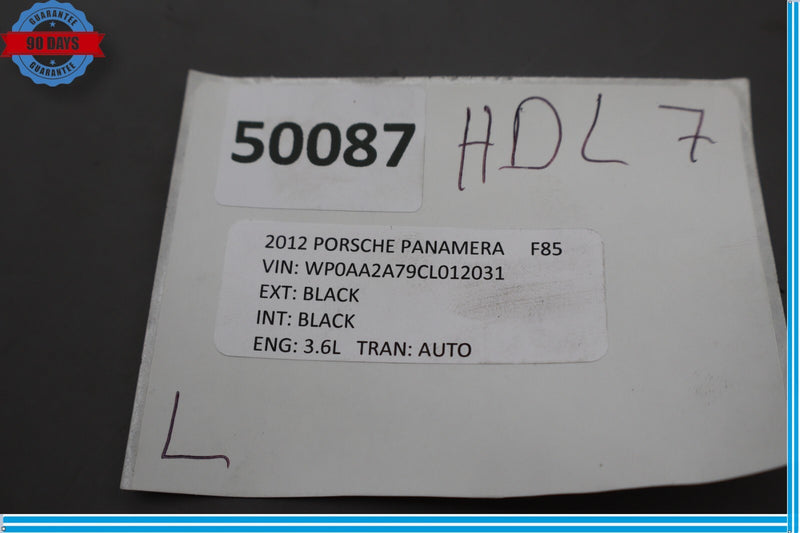 GUARANTEE
90 DAYS
GUARANTEE
50087
HDL 7
2012 PORSCHE PANAMERA F85
VIN: WP0AA2A79CL012031
EXT: BLACK
INT: BLACK
ENG: 3.6L TRAN: AUTO
L